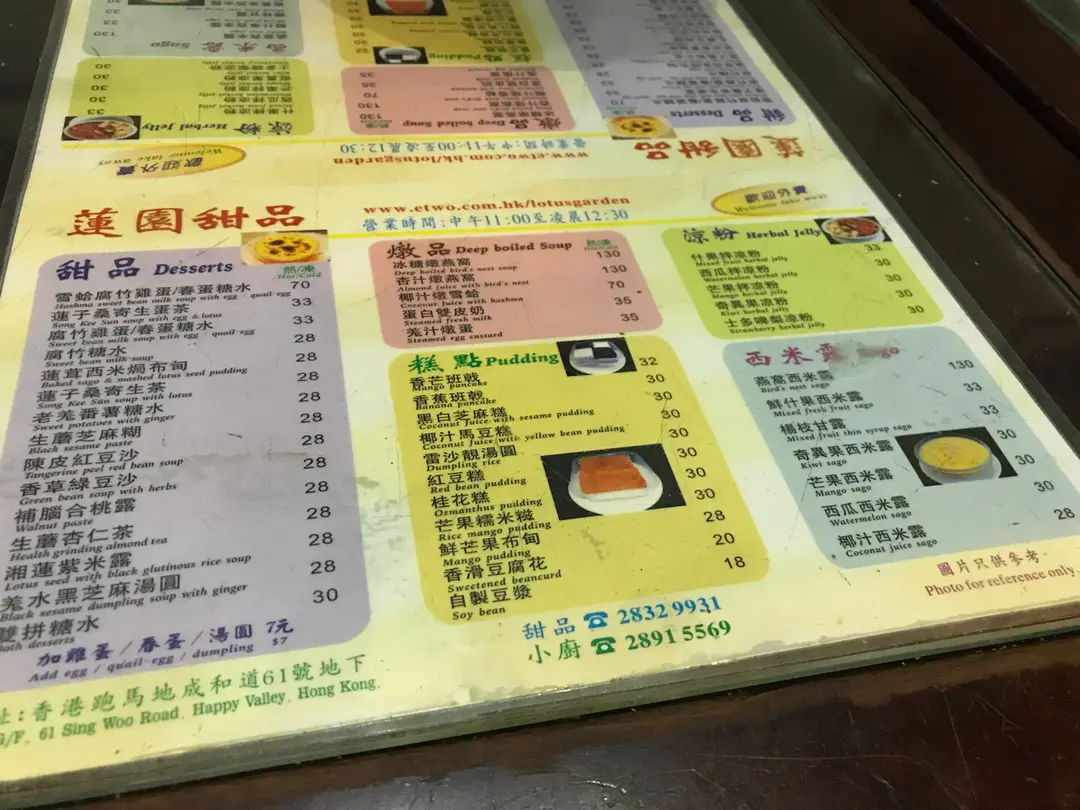 蓮園甜品
www.etwo.com.hk/lotusgarden
營業時間:中午11:00至凌晨12:30
歡迎外賣
Welcome take away
甜品 Desserts
熱/凍
Hot/Cold
雪蛤腐竹雞蛋/春蛋糖水 70
Hashma sweet bean milk soup with egg / quail-egg
蓮子桑寄生蛋茶 33
Song Kee Sun soup with egg & lotus
腐竹雞蛋/春蛋糖水 33
Sweet bean milk soup with egg / quail-egg
腐竹糖水 28
Sweet bean milk soup
蓮茸西米焗布甸 28
Baked sago & mashed lotus seed pudding
蓮子桑寄生茶 28
Song Kee Sun soup with lotus
老羗番薯糖水 28
Sweet potatoes with ginger
生磨芝麻糊 28
Black sesame paste
陳皮紅豆沙 28
Tangerine peel red bean soup
香草綠豆沙 28
Green bean soup with herbs
補腦合桃露 28
Walnut paste
生磨杏仁茶 28
Health grinding almond tea
湘蓮紫米露 28
Lotus seed with black glutinous rice soup
羗水黑芝麻湯圓 28
Black sesame dumpling soup with ginger
雙拼糖水 30
Both desserts
加雞蛋/春蛋/湯圓 7元
Add egg / quail-egg / dumpling $7
燉品 Deep boiled Soup
熱/凍
Hot/Cold
冰糖燉燕窩 130
Deep boiled bird's nest soup
杏汁燉燕窩 130
Almond juice with bird's nest
椰汁燉雪蛤 70
Coconut juice with hashma
蛋白雙皮奶 35
Steamed fresh milk
羗汁燉蛋 35
Steamed egg custard
糕點 Pudding
香芒班戟 32
Mango pancake
香蕉班戟 30
Banana pancake
黑白芝麻糕 30
Coconut juice with sesame pudding
椰汁馬豆糕 30
Coconut juice with yellow bean pudding
雷沙靚湯圓 30
Dumpling rice
紅豆糕 30
Red bean pudding
桂花糕 30
Osmanthus puiding
芒果糯米糍 30
Rice mango pudding
鮮芒果布甸 28
Mango pudding
香滑豆腐花 20
Sweetened beancurd
自製豆漿 18
Soy bean
涼粉 Herbal Jelly
什果拌涼粉 33
Mixed fruit herbal jelly
西瓜拌涼粉 30
Watermelon herbal jelly
芒果拌涼粉 30
Mango herbal jelly
奇異果涼粉 30
Kiwi herbal jelly
士多啤梨涼粉 30
Strawberry herbal jelly
西米露
燕窩西米露 130
Bird's nest sago
鮮什果西米露 33
Mixed fresh fruit sago
楊枝甘露 33
Mixed fruit thin syrup sago
奇異果西米露 30
Kiwi sago
芒果西米露 30
Mango sago
西瓜西米露 30
Watermelon sago
椰汁西米露 28
Coconut juice sago
圖片只供參考
Photo for reference only
甜品 ☎ 2832 9931
小廚 ☎ 2891 5569
址:香港跑馬地成和道61號地下
G/F, 61 Sing Woo Road, Happy Valley, Hong Kong.